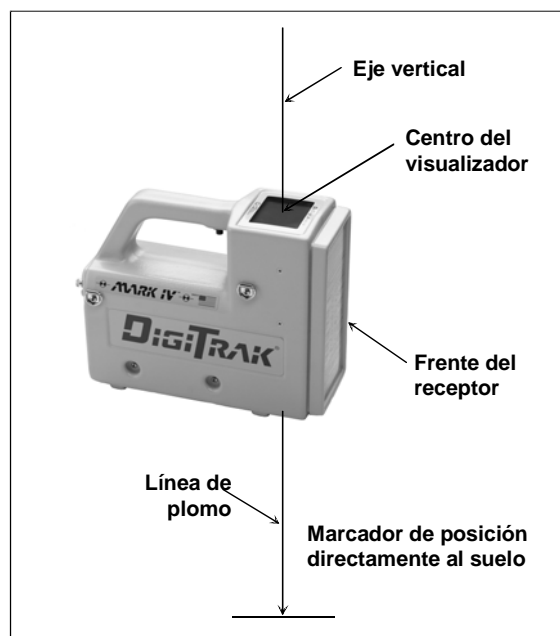 Eje vertical
Centro del
visualizador
MARK IV
DIGITRAK
Frente del
receptor
Línea de
plomo
Marcador de posición
directamente al suelo